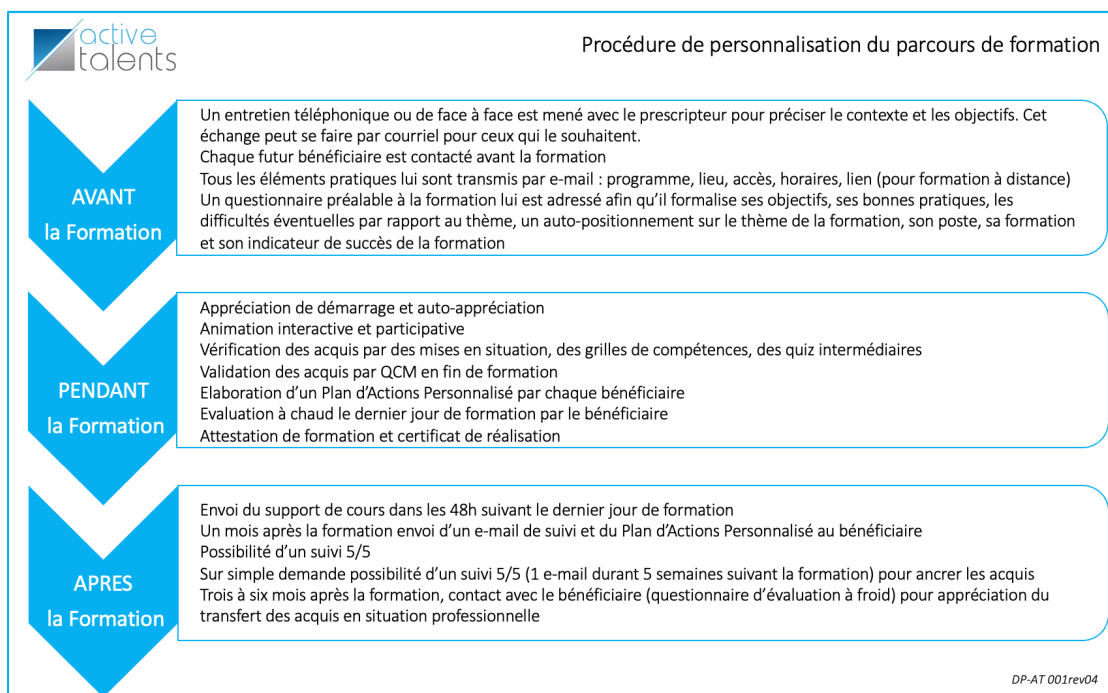 active
talents
Procédure de personnalisation du parcours de formation
AVANT
la Formation
Un entretien téléphonique ou de face à face est mené avec le prescripteur pour préciser le contexte et les objectifs. Cet
échange peut se faire par courriel pour ceux qui le souhaitent.
Chaque futur bénéficiaire est contacté avant la formation
Tous les éléments pratiques lui sont transmis par e-mail : programme, lieu, accès, horaires, lien (pour formation à distance)
Un questionnaire préalable à la formation lui est adressé afin qu'il formalise ses objectifs, ses bonnes pratiques, les
difficultés éventuelles par rapport au thème, un auto-positionnement sur le thème de la formation, son poste, sa formation
et son indicateur de succès de la formation
PENDANT
la Formation
Appréciation de démarrage et auto-appréciation
Animation interactive et participative
Vérification des acquis par des mises en situation, des grilles de compétences, des quiz intermédiaires
Validation des acquis par QCM en fin de formation
Elaboration d'un Plan d'Actions Personnalisé par chaque bénéficiaire
Evaluation à chaud le dernier jour de formation par le bénéficiaire
Attestation de formation et certificat de réalisation
APRES
la Formation
Envoi du support de cours dans les 48h suivant le dernier jour de formation
Un mois après la formation envoi d'un e-mail de suivi et du Plan d'Actions Personnalisé au bénéficiaire
Possibilité d'un suivi 5/5
Sur simple demande possibilité d'un suivi 5/5 (1 e-mail durant 5 semaines suivant la formation) pour ancrer les acquis
Trois à six mois après la formation, contact avec le bénéficiaire (questionnaire d'évaluation à froid) pour appréciation du
transfert des acquis en situation professionnelle
DP-AT 001rev04